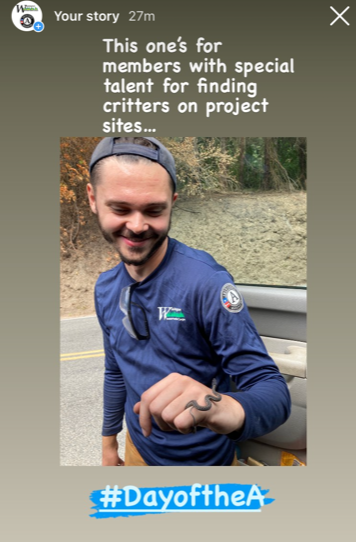 Your story 27m
This one's for
members with special
talent for finding
critters on project
sites...
#DayoftheA